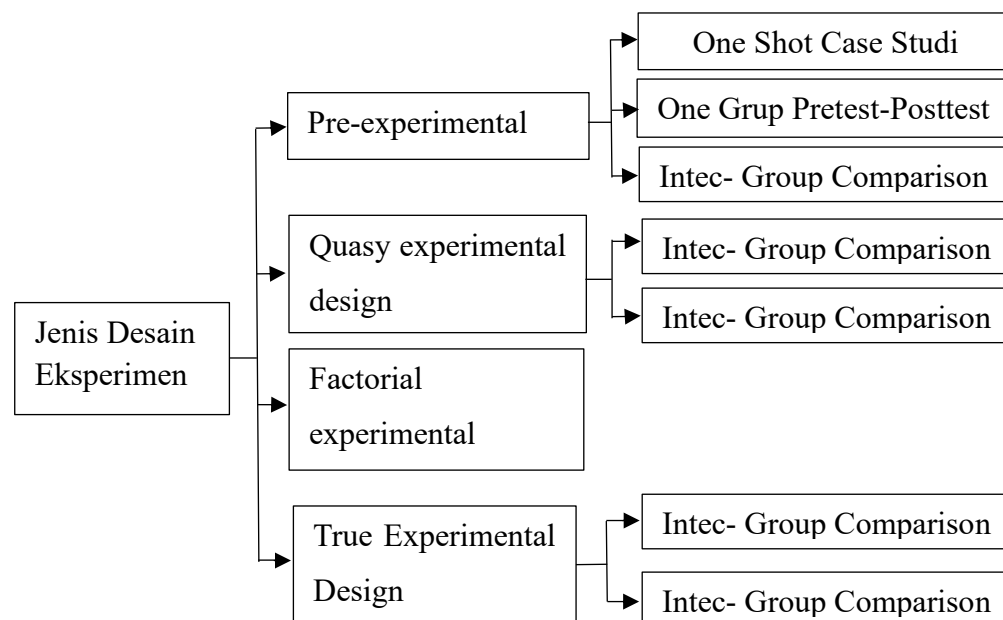 Jenis Desain
Eksperimen
Pre-experimental
One Shot Case Studi
One Grup Pretest-Posttest
Intec- Group Comparison
Quasy experimental
design
Intec- Group Comparison
Intec- Group Comparison
Factorial
experimental
True Experimental
Design
Intec- Group Comparison
Intec- Group Comparison